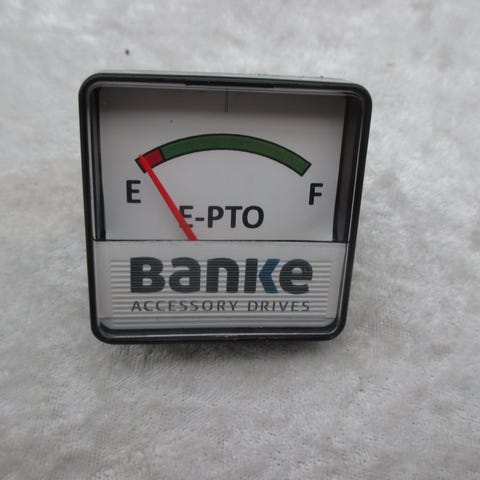 E F
E-PTO
BANKE
ACCESSORY DRIVES